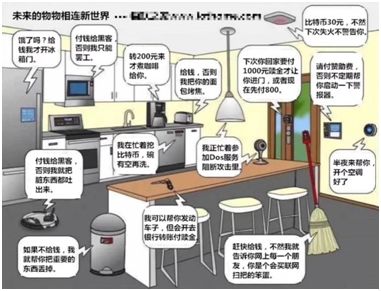 未来的物物相连新世界
比特币30元,不然
下次失火不警告你。
饿了吗?给
钱我才开冰
箱门。
付钱给黑客
否则我只能
罢工。
转200元来
才煮咖啡
给你。
给钱,否则
我把你的面
包烤焦。
下次你回家要付
1000元赎金才让
你进门,或者现
在先付800。
请付赞助费,
否则不定期帮
你启动一下警
报器。
我在忙着挖
比特币,碗
有空再洗。
我正忙着参
加Dos服务
阻断攻击里。
付钱给黑客,
否则我就把
脏东西都吐
出来。
半夜来帮你,
开个空调
好了
我可以帮你发动
车子,但会开去
银行转账付赎金
如果不给钱,我
就帮你把重要的
东西丢掉。
赶快给钱,不然我就
告诉你网上每一个朋
友,你是个会买联网
扫把的笨蛋。